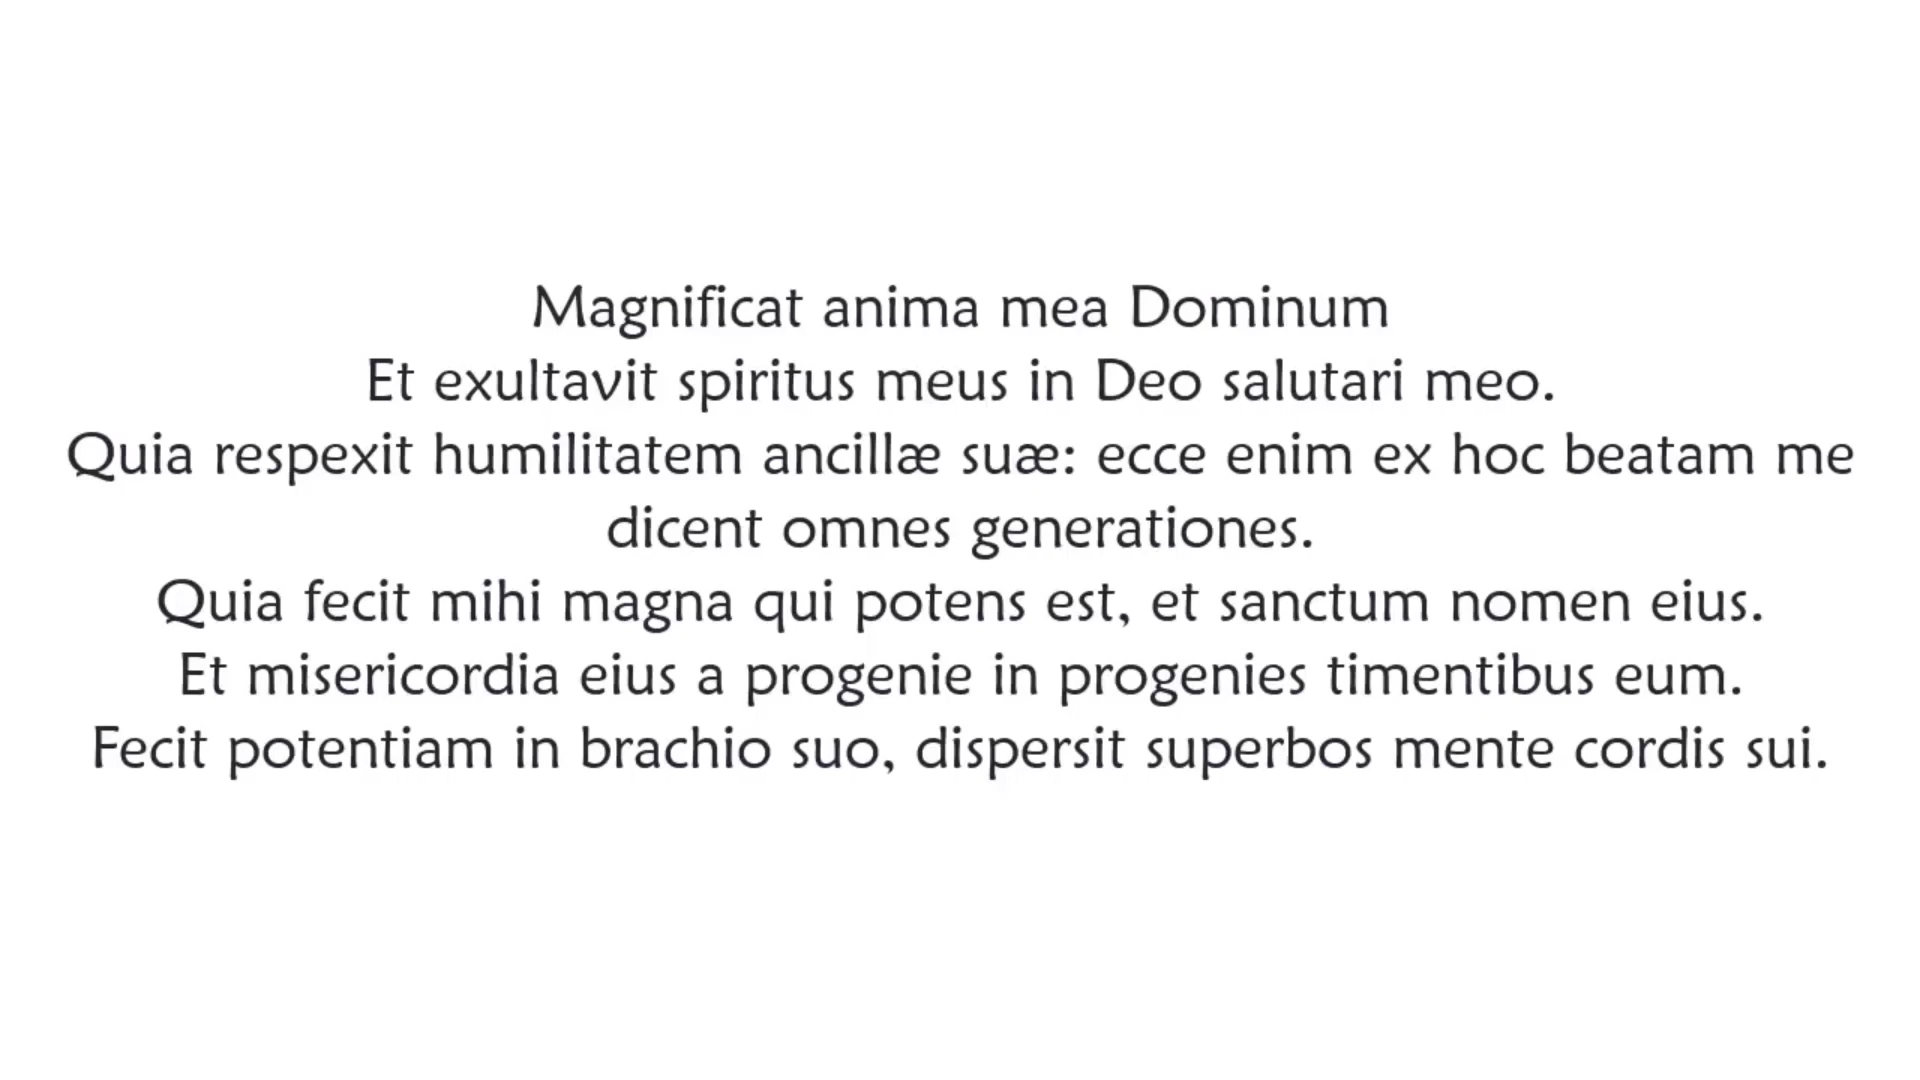 Magnificat anima mea Dominum
Et exultavit spiritus meus in Deo salutari meo.
Quia respexit humilitatem ancillæ suæ: ecce enim ex hoc beatam me
dicent omnes generationes.
Quia fecit mihi magna qui potens est, et sanctum nomen eius.
Et misericordia eius a progenie in progenies timentibus eum.
Fecit potentiam in brachio suo, dispersit superbos mente cordis sui.